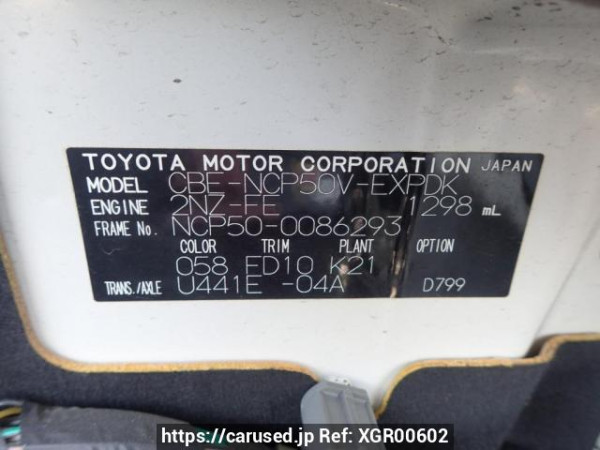 TOYOTA MOTOR CORPORATION JAPAN
MODEL CBE-NCP50V-EXPDK
ENGINE 2NZ-FE 1298 mL
FRAME No. NCP50-0086293
COLOR TRIM PLANT OPTION
058 FD10 K21
TRANS./AXLE U441E -04A D799
https://carused.jp Ref: XGR00602